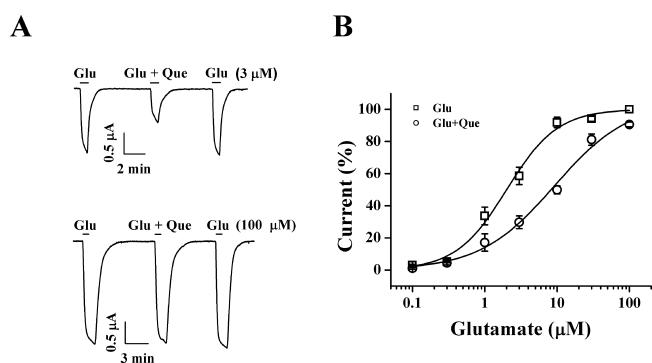 A
Glu Glu + Que Glu (3 μM)
0.5 μA
2 min
Glu Glu + Que Glu (100 μM)
0.5 μA
3 min
B
Glu
Glu+Que
100
80
60
40
20
0
Current (%)
0.1 1 10 100
Glutamate (μM)